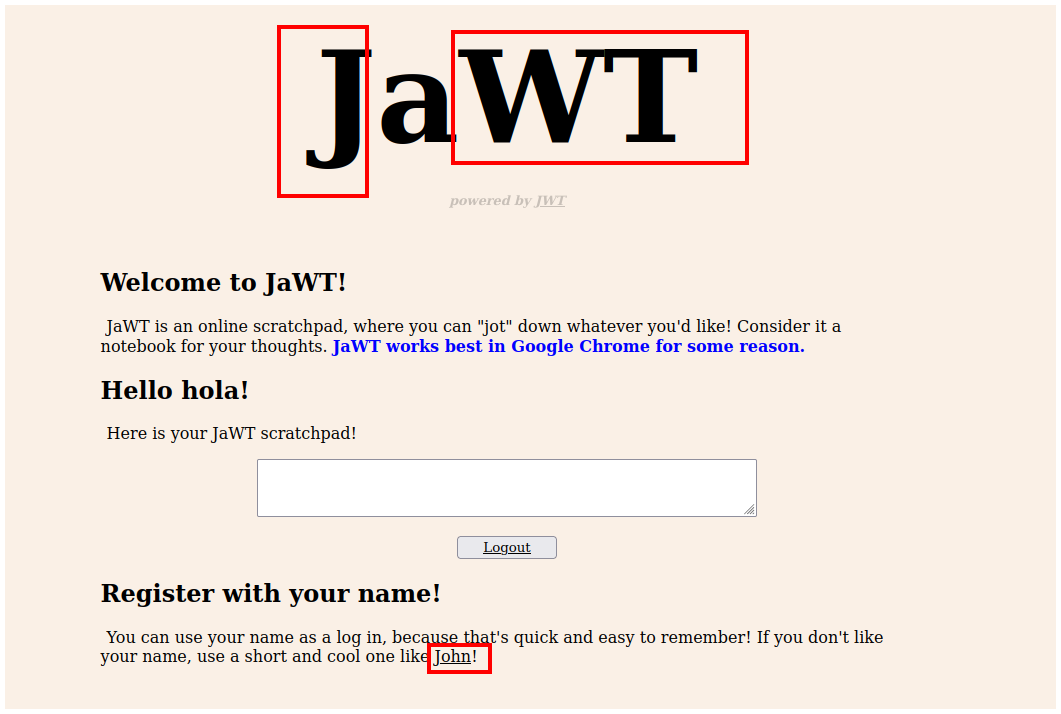 JaWT
powered by JWT
Welcome to JaWT!
JaWT is an online scratchpad, where you can "jot" down whatever you'd like! Consider it a
notebook for your thoughts. JaWT works best in Google Chrome for some reason.
Hello hola!
Here is your JaWT scratchpad!
Logout
Register with your name!
You can use your name as a log in, because that's quick and easy to remember! If you don't like
your name, use a short and cool one like John!